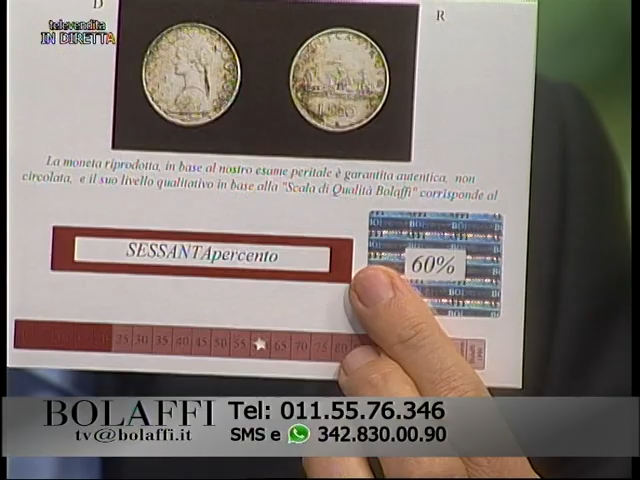 D
R
televendita
IN DIRETTA
La moneta riprodotta, in base al nostro esame peritale è garantita autentica, non
circolata, e il suo livello qualitativo in base alla "Scala di Qualità Bolaffi" corrisponde al
SESSANTApercento
60%
25 30 35 40 45 50 55 65 70 75 80
BOLAFFI
tv@bolaffi.it
Tel: 011.55.76.346
SMS e 342.830.00.90